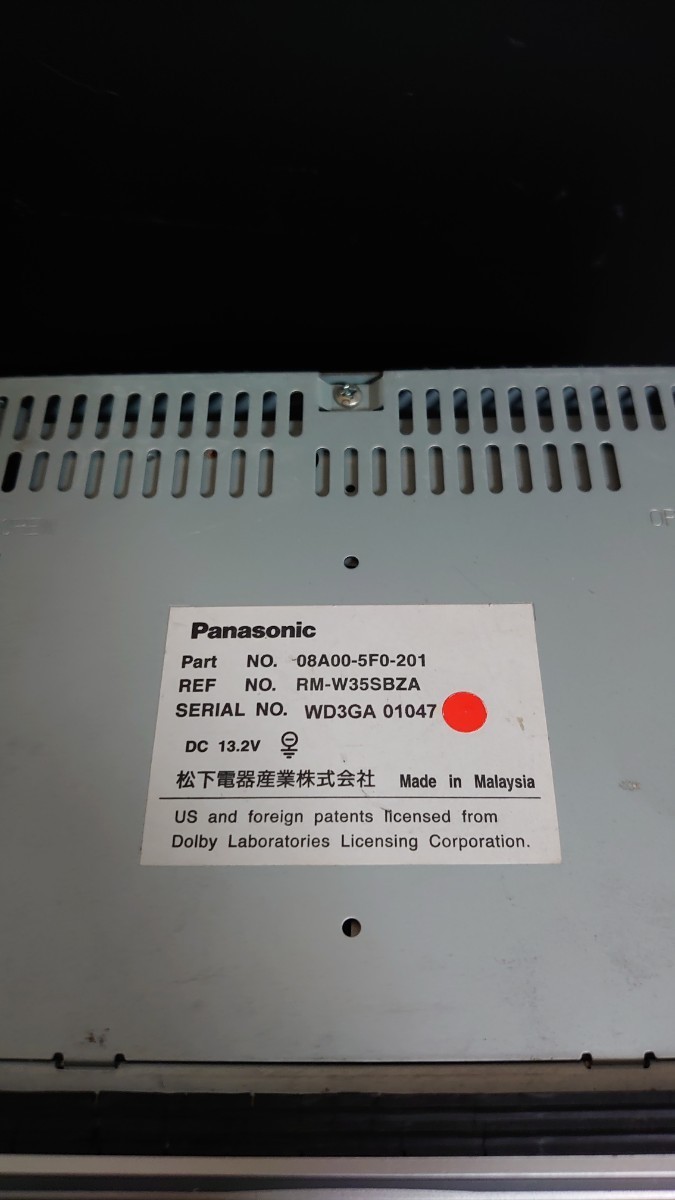 OPEN
OP
Panasonic
Part NO. 08A00-5F0-201
REF NO. RM-W35SBZA
SERIAL NO. WD3GA 01047
DC 13.2V
松下電器産業株式会社 Made in Malaysia
US and foreign patents licensed from
Dolby Laboratories Licensing Corporation.